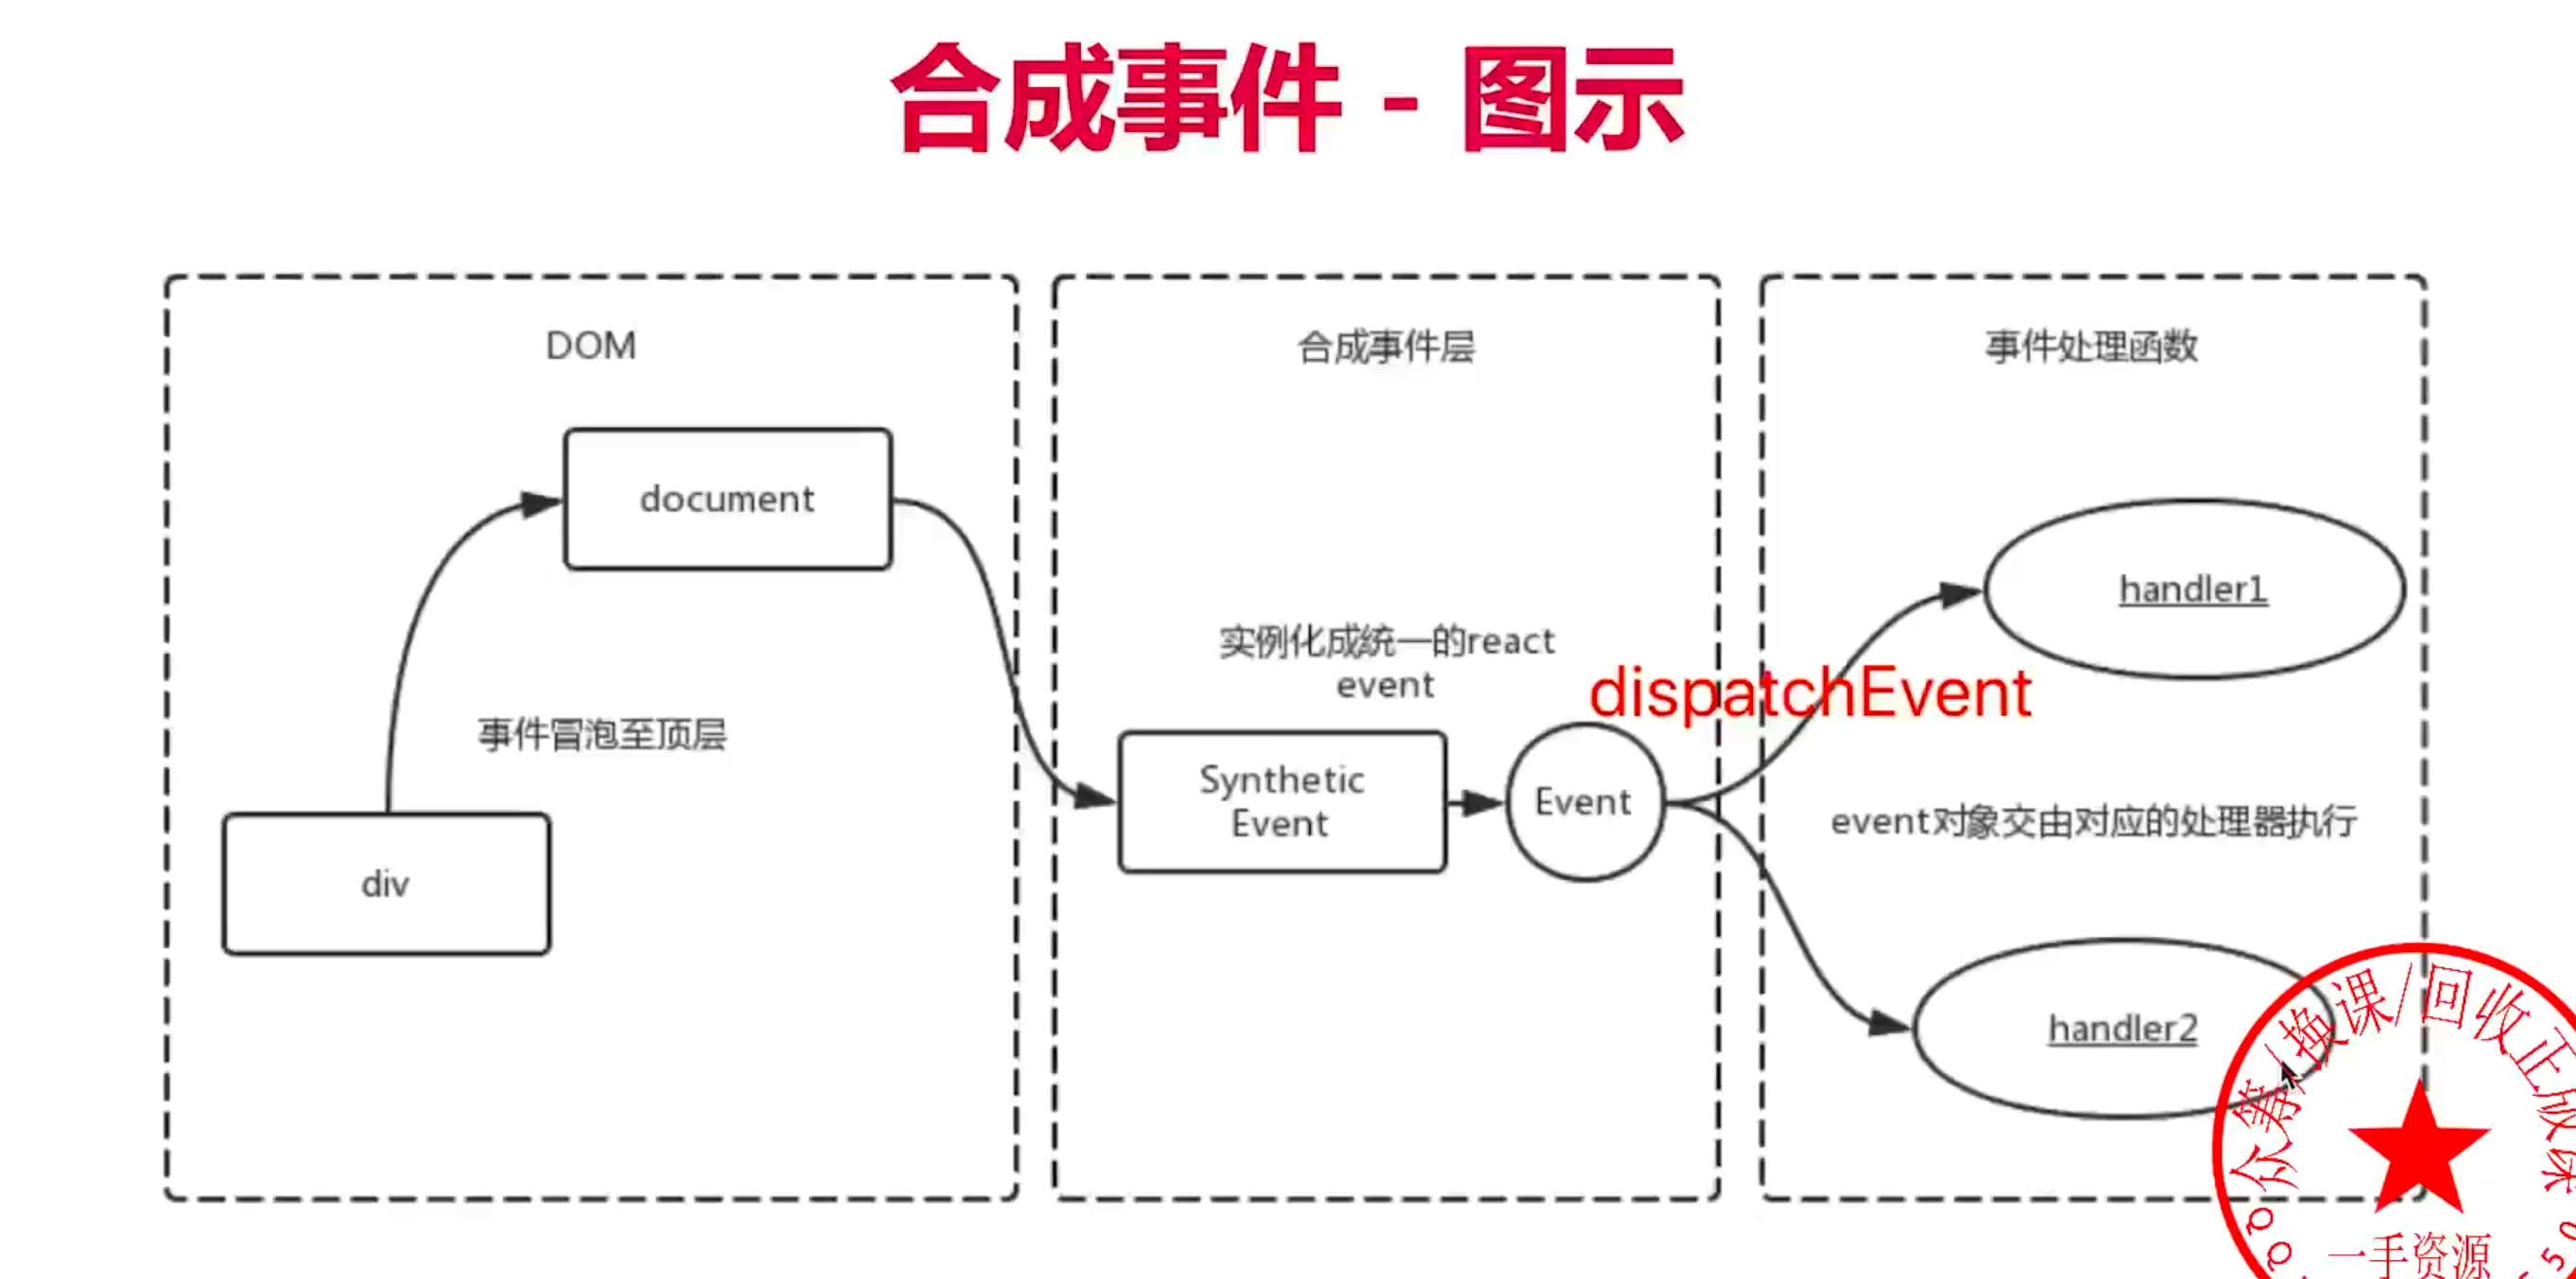 合成事件 - 图示
DOM
document
事件冒泡至顶层
div
合成事件层
实例化成统一的react
event
Synthetic
Event
Event
dispatchEvent
事件处理函数
handler1
event对象交由对应的处理器执行
handler2
换课/回收正版
一手资源